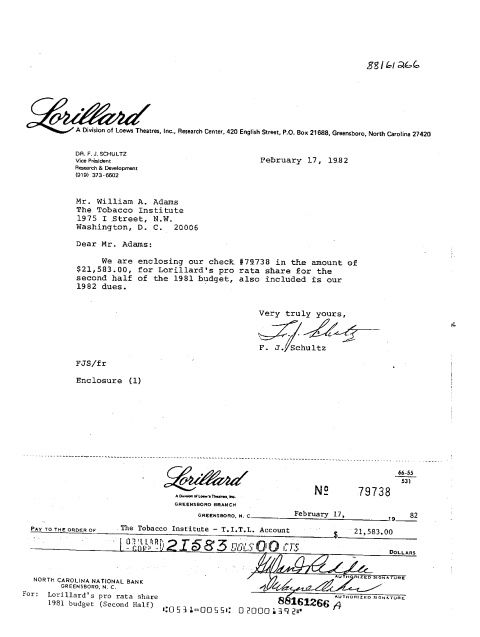 88161266
Lorillard
A Division of Loews Theatres, Inc., Research Center, 420 English Street, P.O. Box 21688, Greensboro, North Carolina 27420
DR. F. J. SCHULTZ
Vice President
Research & Development
(919) 373-6602
February 17, 1982
Mr. William A. Adams
The Tobacco Institute
1975 I Street, N.W.
Washington, D. C. 20006
Dear Mr. Adams:
We are enclosing our check #79738 in the amount of
$21,583.00, for Lorillard's pro rata share for the
second half of the 1981 budget, also included is our
1982 dues.
Very truly yours,
F. J. Schultz
F. J. Schultz
FJS/fr
Enclosure (1)
Lorillard
A Division of Loew's Theatres, Inc.
GREENSBORO BRANCH
66-55
531
No 79738
GREENSBORO, N. C. February 17, 19 82
PAY TO THE ORDER OF The Tobacco Institute - T.I.T.L. Account $ 21,583.00
LORILLARD CORP 21583 DOLS 00 CTS
DOLLARS
AUTHORIZED SIGNATURE
NORTH CAROLINA NATIONAL BANK
GREENSBORO, N. C.
AUTHORIZED SIGNATURE
For: Lorillard's pro rata share
1981 budget (Second Half)
88161266 A
⑆0531⑉0055⑆ 020001392⑈